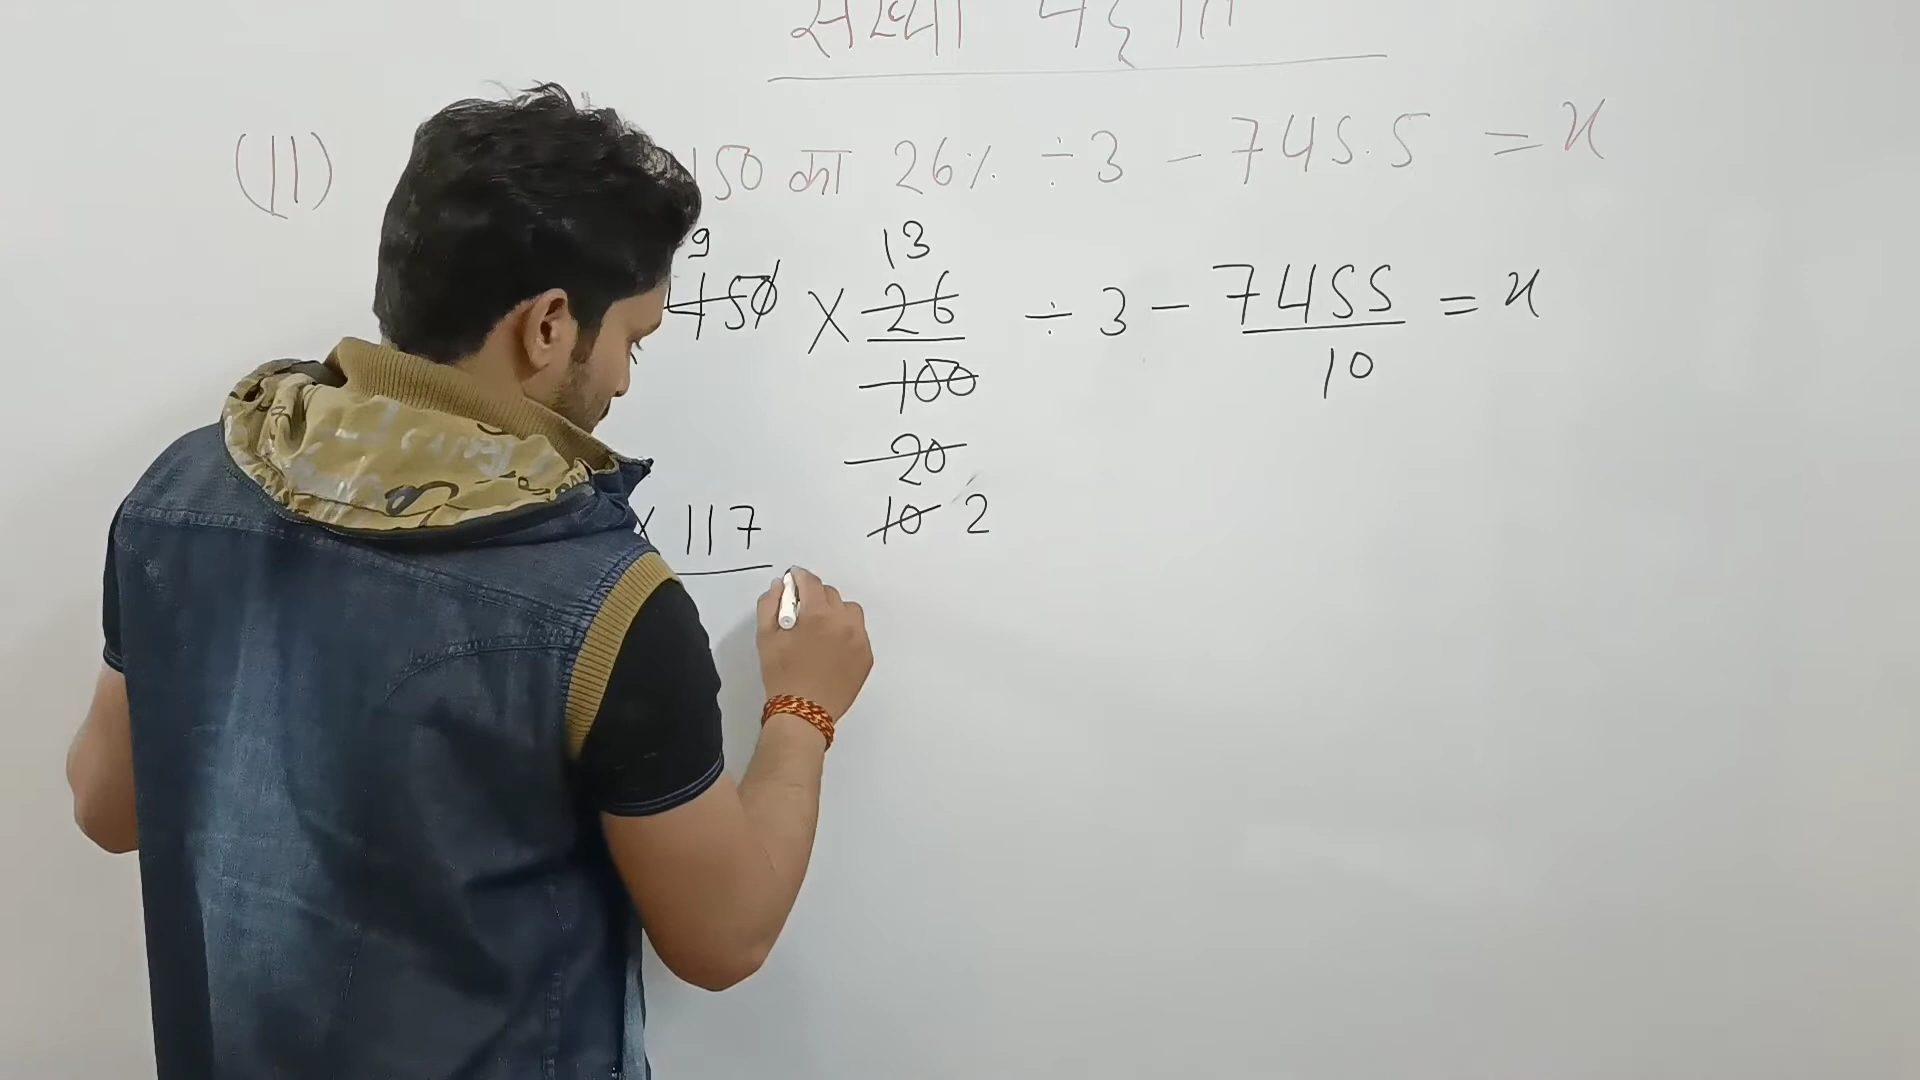 संख्या पद्धति
(11) 150 का 26% ÷ 3 - 745.5 = x
9 13
450 × 26 ÷ 3 - 7455 = x
100 10
20
× 117 10 2